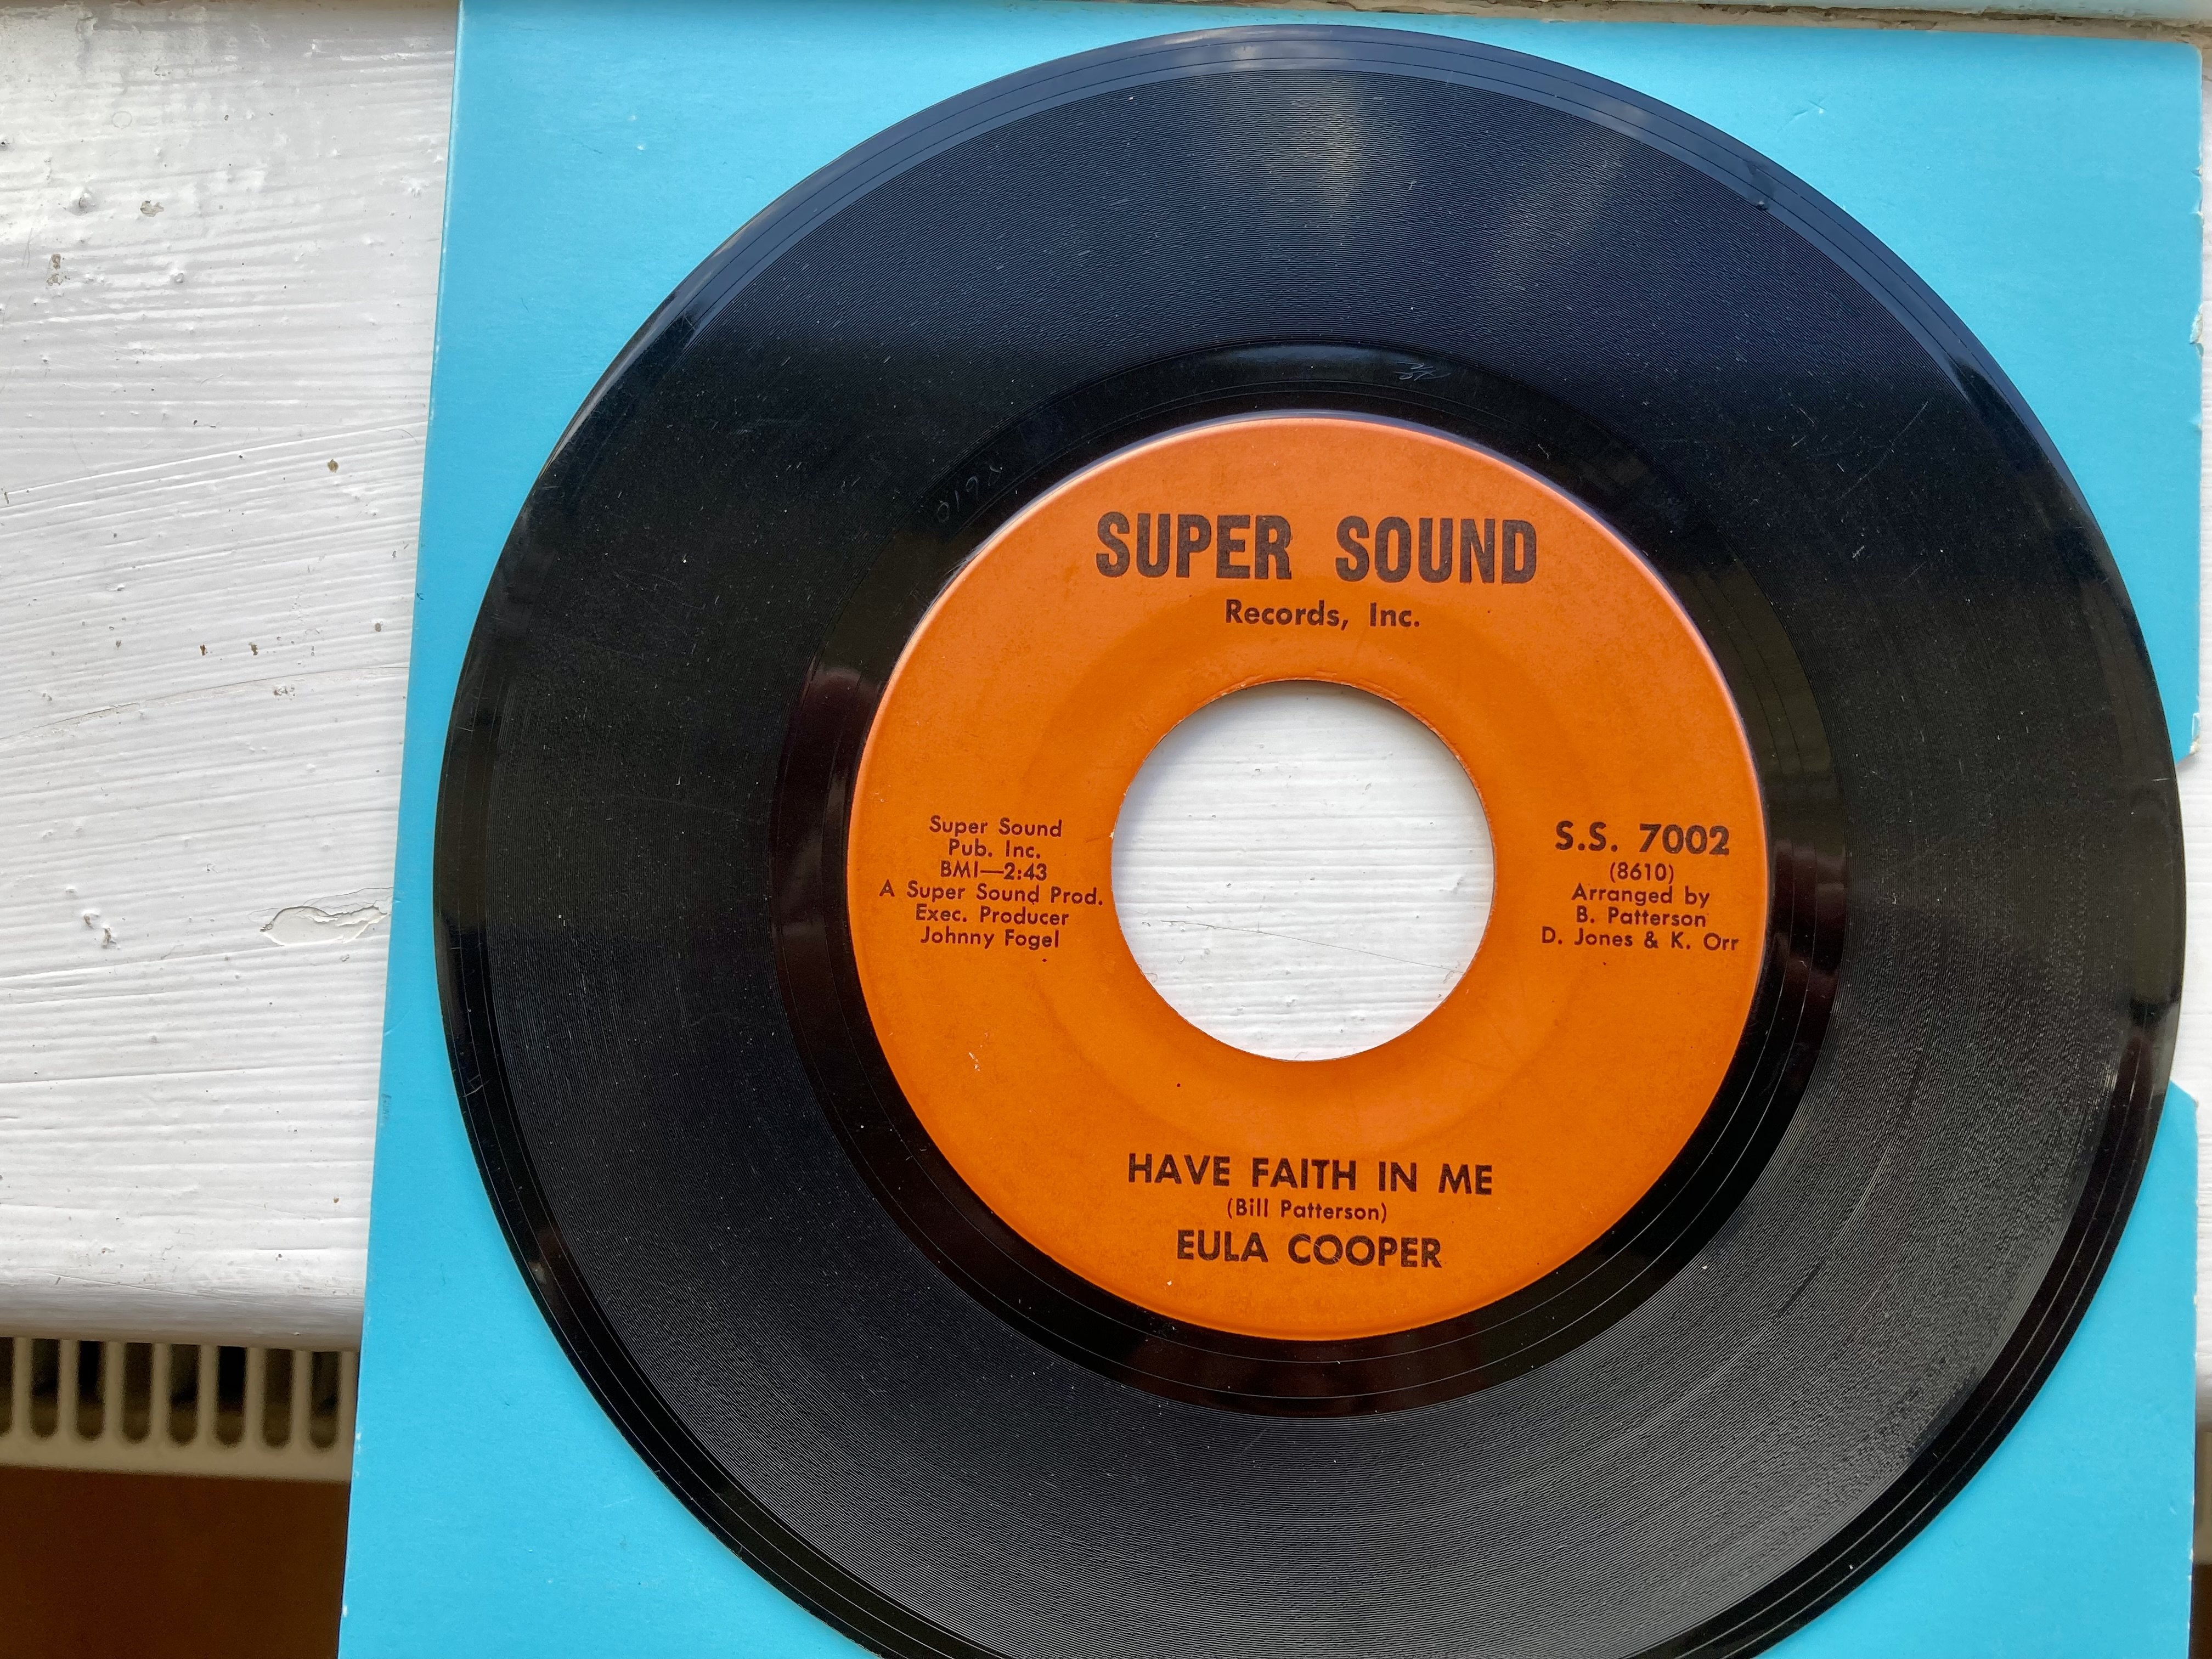 SUPER SOUND
Records, Inc.
Super Sound
Pub. Inc.
BMI—2:43
A Super Sound Prod.
Exec. Producer
Johnny Fogel
S.S. 7002
(8610)
Arranged by
B. Patterson
D. Jones & K. Orr
HAVE FAITH IN ME
(Bill Patterson)
EULA COOPER